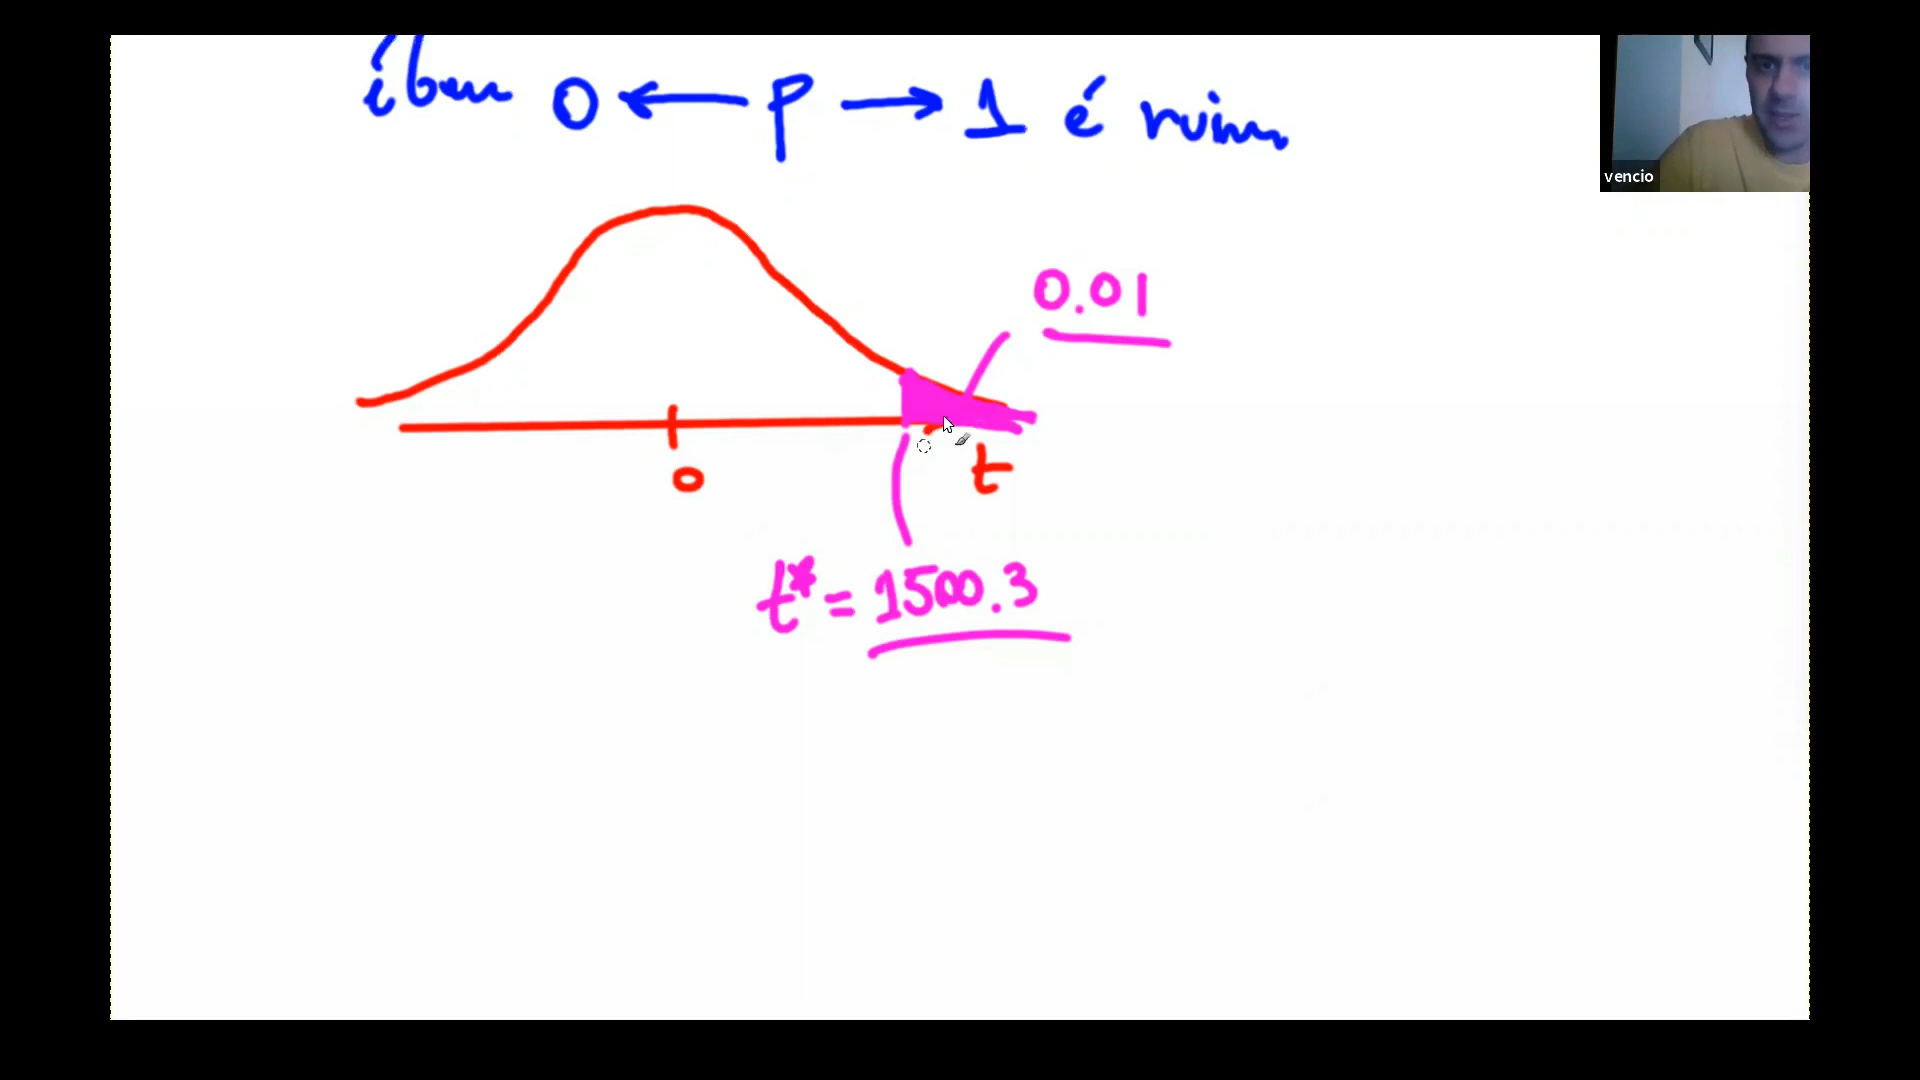 é bom 0 ← p → 1 é ruim
vencio
0.01
0
t
t* = 1500.3